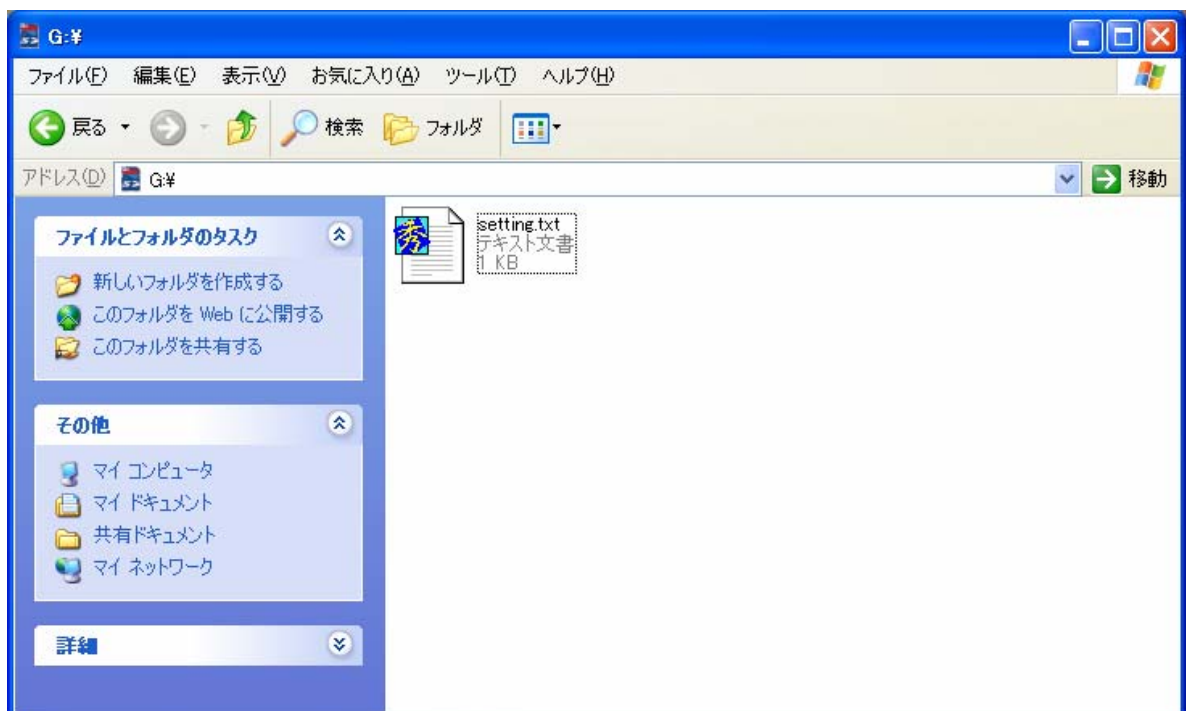 G:¥
ファイル(F) 編集(E) 表示(V) お気に入り(A) ツール(T) ヘルプ(H)
戻る 検索 フォルダ
アドレス(D) G:¥ 移動
ファイルとフォルダのタスク
新しいフォルダを作成する
このフォルダを Web に公開する
このフォルダを共有する
その他
マイ コンピュータ
マイ ドキュメント
共有ドキュメント
マイ ネットワーク
詳細
秀
setting.txt
テキスト文書
1 KB